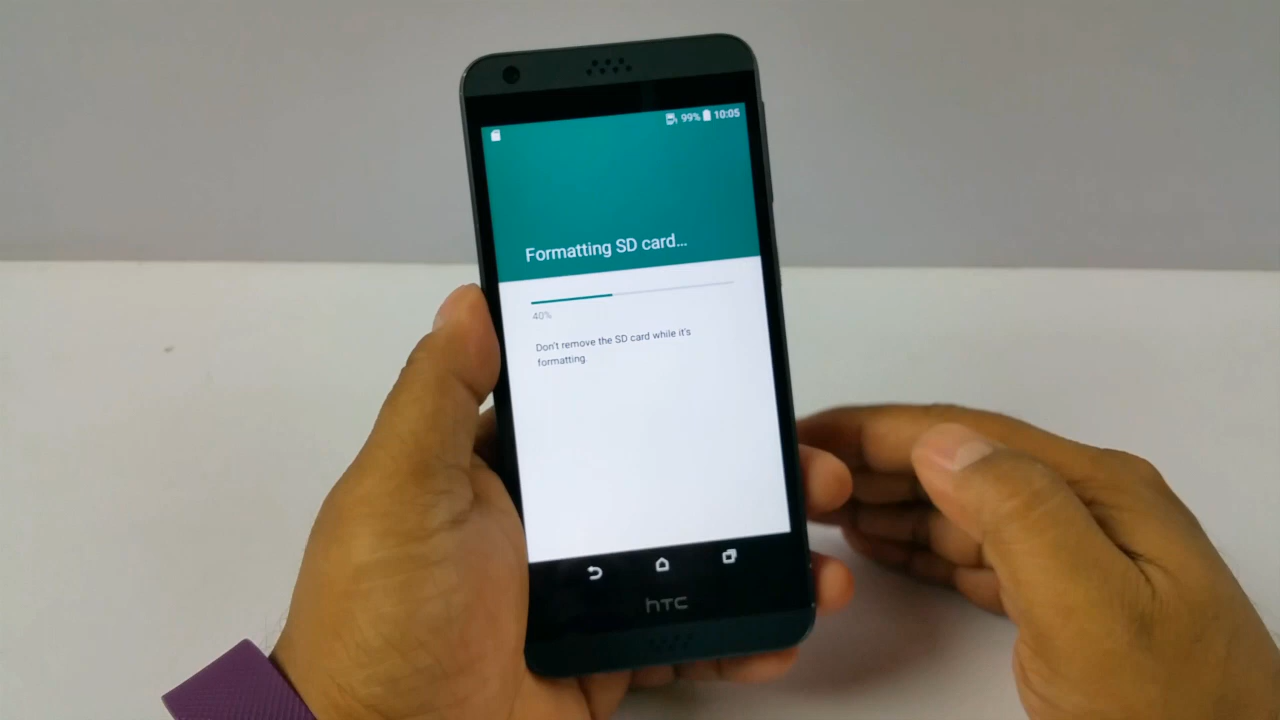 99% 10:05
Formatting SD card...
40%
Don't remove the SD card while it's
formatting.
hTC